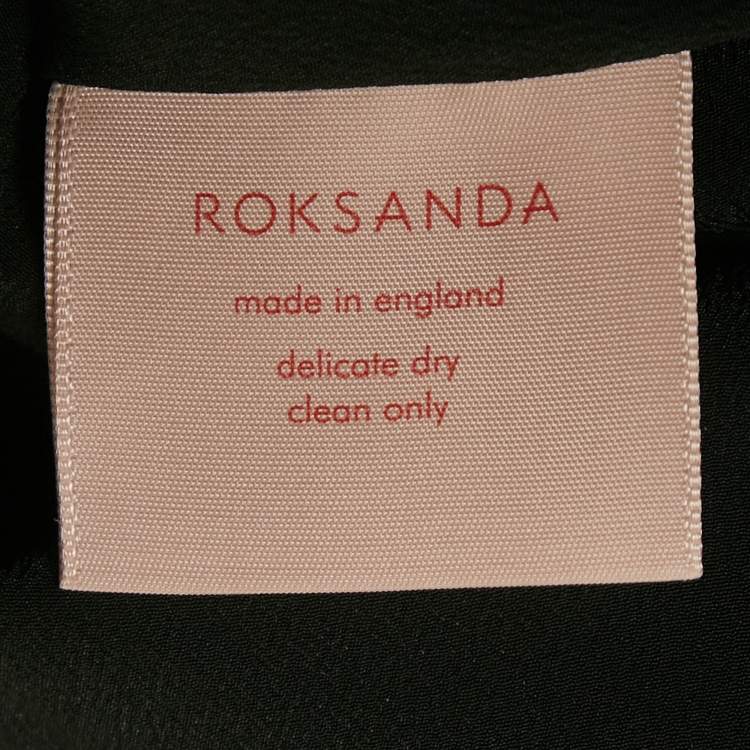 ROKSANDA
made in england
delicate dry
clean only